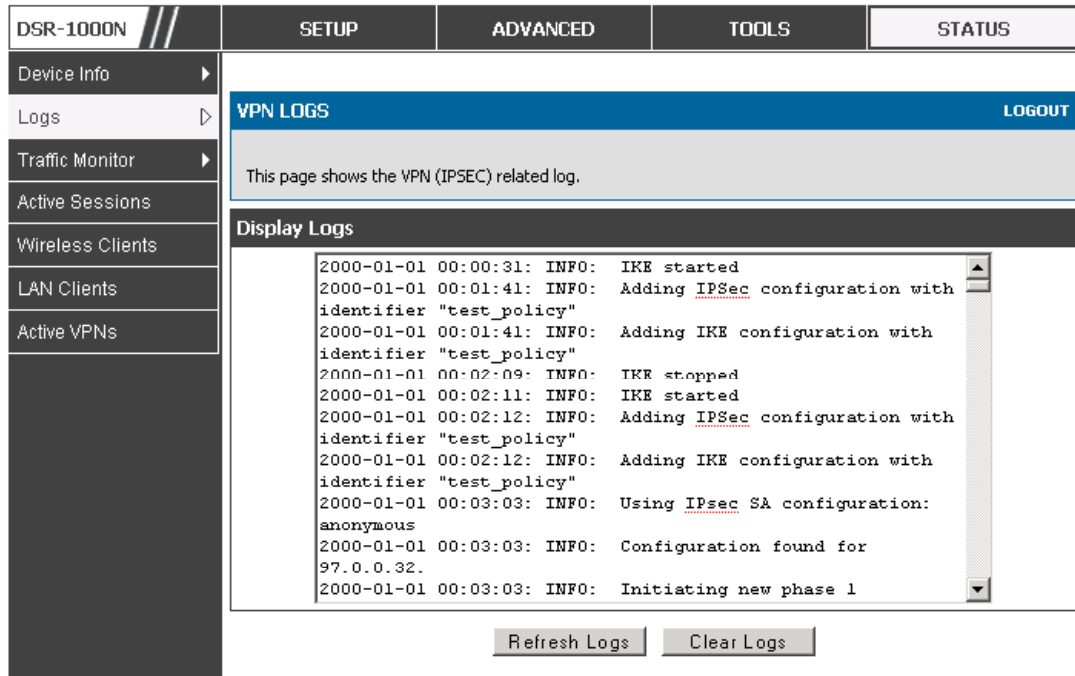 DSR-1000N
SETUP
ADVANCED
TOOLS
STATUS
Device Info
Logs
Traffic Monitor
Active Sessions
Wireless Clients
LAN Clients
Active VPNs
VPN LOGS
LOGOUT
This page shows the VPN (IPSEC) related log.
Display Logs
2000-01-01 00:00:31: INFO:  IKE started
2000-01-01 00:01:41: INFO:  Adding IPSec configuration with
identifier "test_policy"
2000-01-01 00:01:41: INFO:  Adding IKE configuration with
identifier "test_policy"
2000-01-01 00:02:09: INFO:  IKE stopped
2000-01-01 00:02:11: INFO:  IKE started
2000-01-01 00:02:12: INFO:  Adding IPSec configuration with
identifier "test_policy"
2000-01-01 00:02:12: INFO:  Adding IKE configuration with
identifier "test_policy"
2000-01-01 00:03:03: INFO:  Using IPsec SA configuration:
anonymous
2000-01-01 00:03:03: INFO:  Configuration found for
97.0.0.32.
2000-01-01 00:03:03: INFO:  Initiating new phase 1
Refresh Logs
Clear Logs